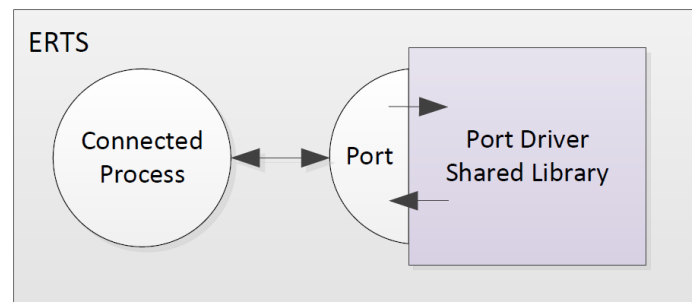 ERTS
Connected
Process
Port
Port Driver
Shared Library